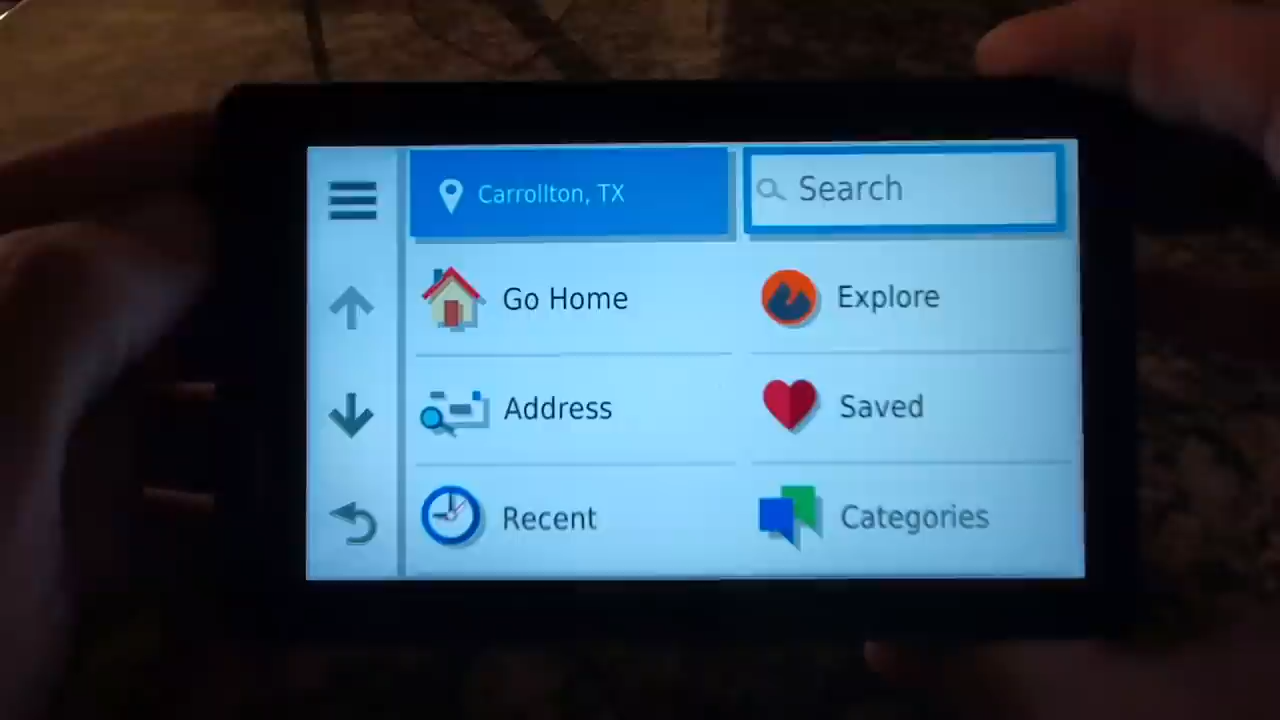 Carrollton, TX
Search
Go Home
Explore
Address
Saved
Recent
Categories